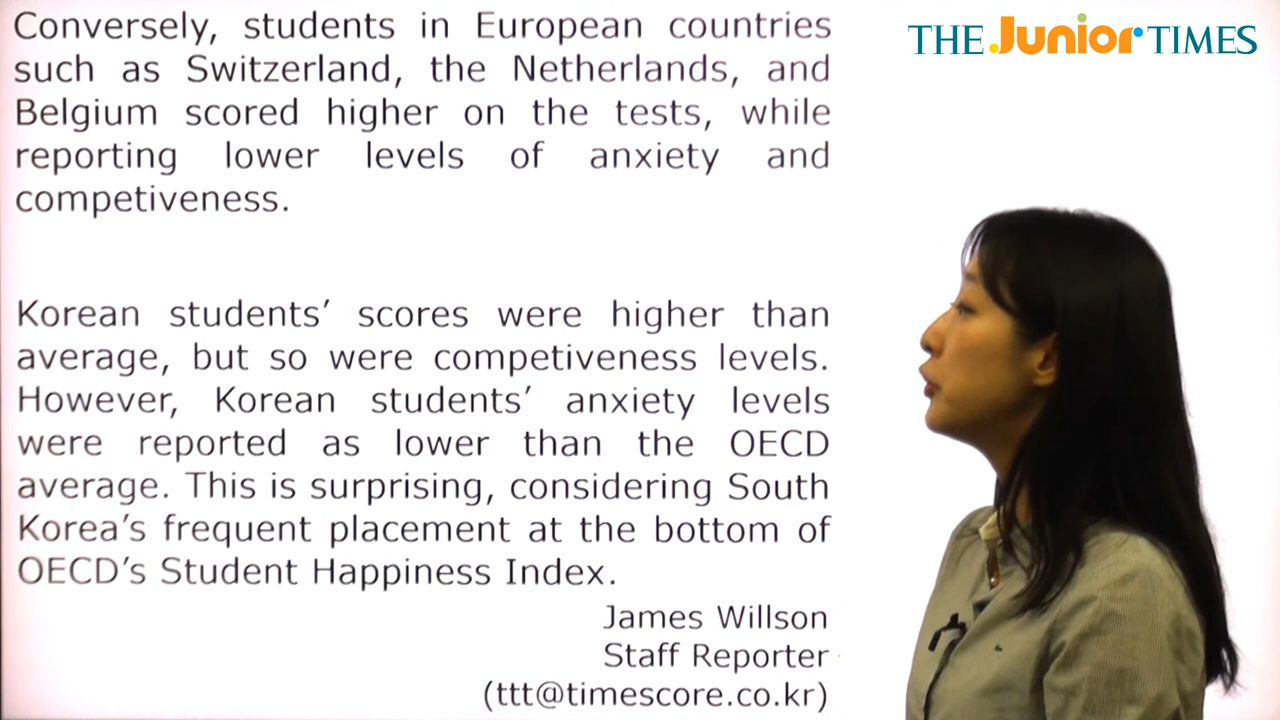 Conversely, students in European countries
such as Switzerland, the Netherlands, and
Belgium scored higher on the tests, while
reporting lower levels of anxiety and
competiveness.
Korean students’ scores were higher than
average, but so were competiveness levels.
However, Korean students’ anxiety levels
were reported as lower than the OECD
average. This is surprising, considering South
Korea’s frequent placement at the bottom of
OECD’s Student Happiness Index.
James Willson
Staff Reporter
(ttt@timescore.co.kr)
THE Junior TIMES